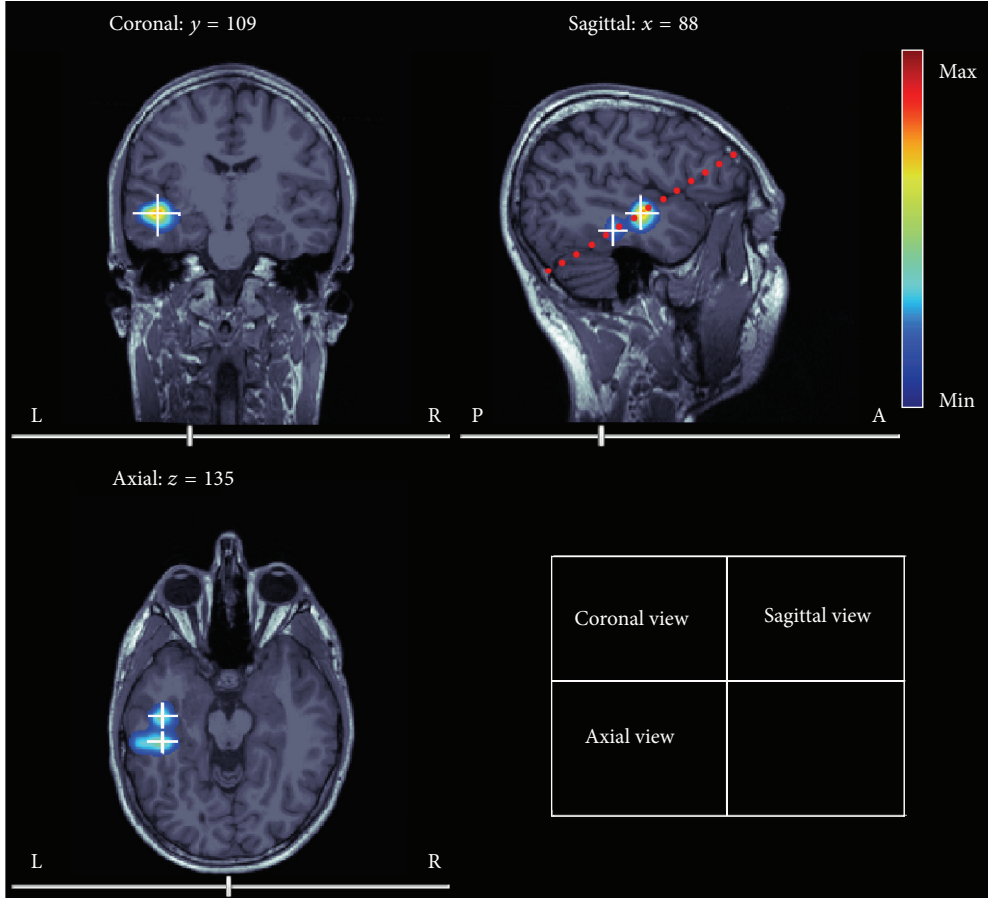 Coronal: y = 109
Sagittal: x = 88
Max
Min
L
R
P
A
Axial: z = 135
L
R
Coronal view
Sagittal view
Axial view